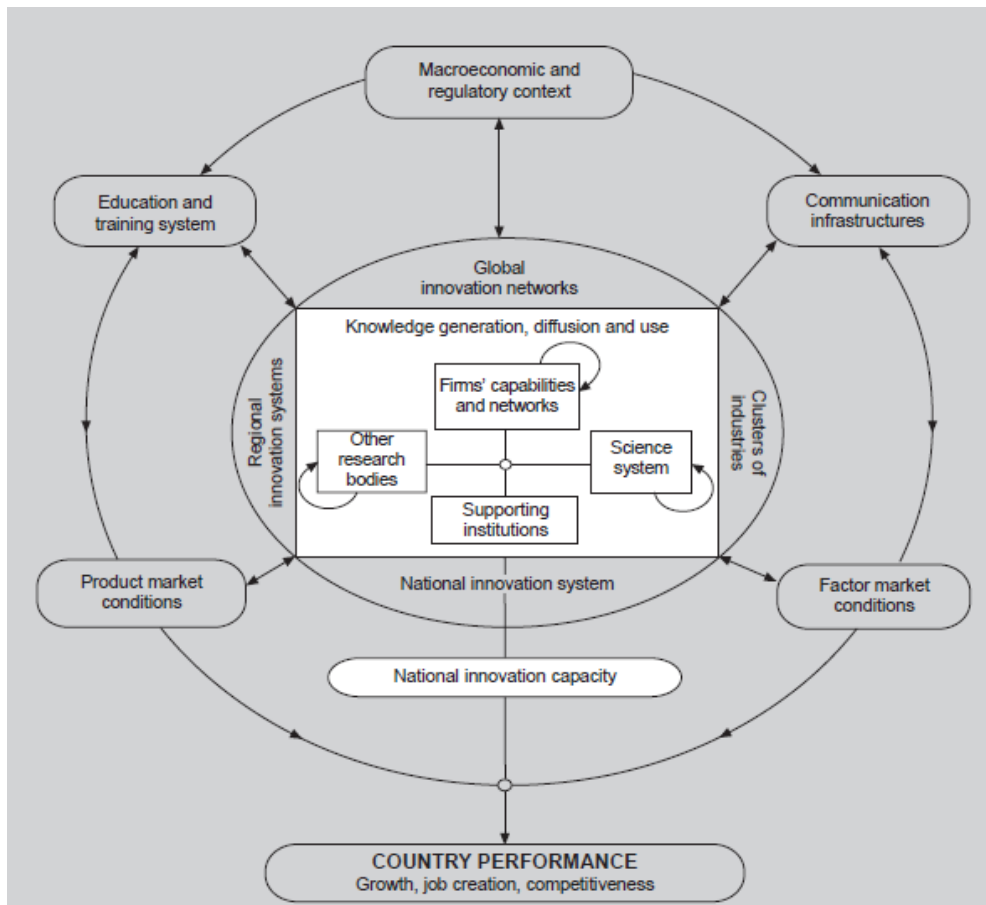 Macroeconomic and
regulatory context
Education and
training system
Communication
infrastructures
Global
innovation networks
Knowledge generation, diffusion and use
Firms' capabilities
and networks
Regional
innovation systems
Other
research
bodies
Science
system
Clusters of
industries
Supporting
institutions
Product market
conditions
National innovation system
Factor market
conditions
National innovation capacity
COUNTRY PERFORMANCE
Growth, job creation, competitiveness